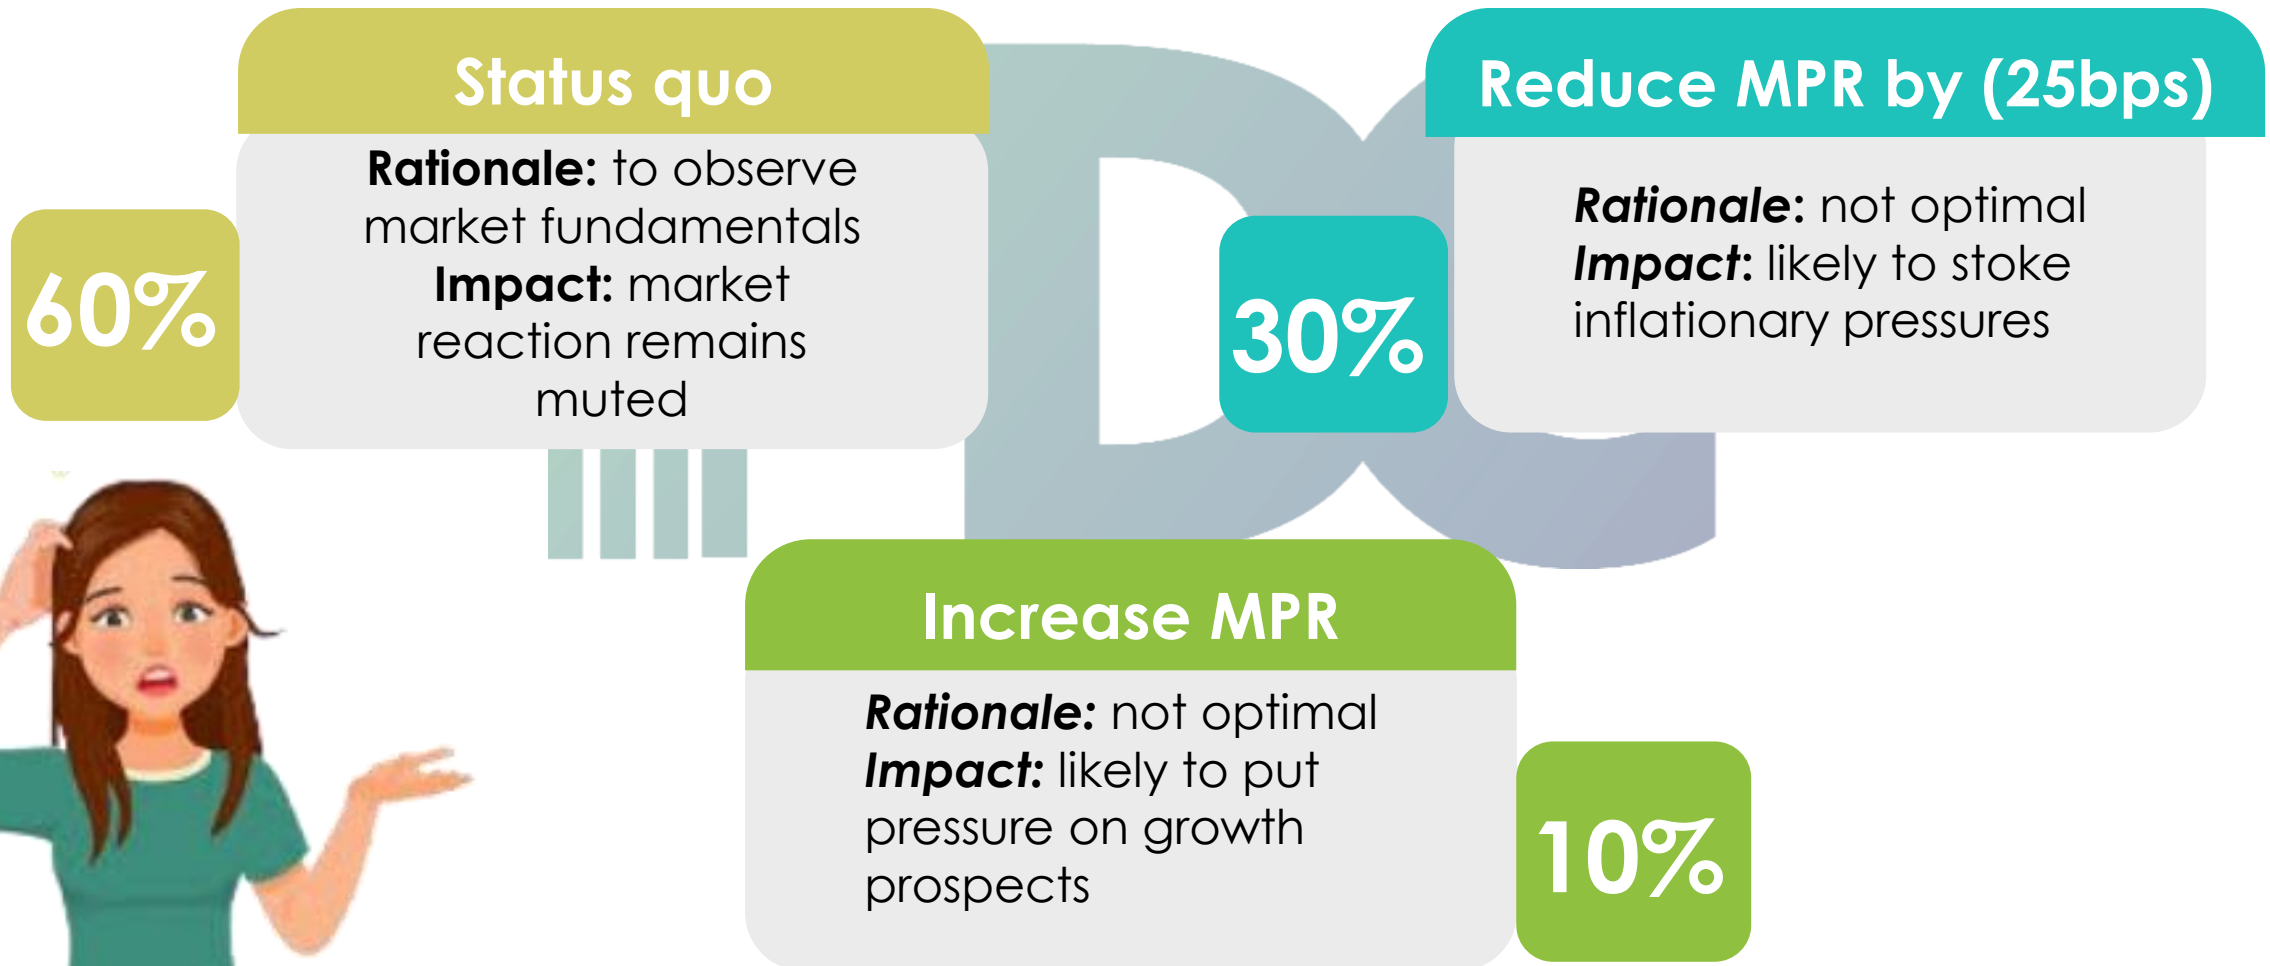 Status quo
Rationale: to observe
market fundamentals
Impact: market
reaction remains
muted
60%
Reduce MPR by (25bps)
Rationale: not optimal
Impact: likely to stoke
inflationary pressures
30%
Increase MPR
Rationale: not optimal
Impact: likely to put
pressure on growth
prospects
10%